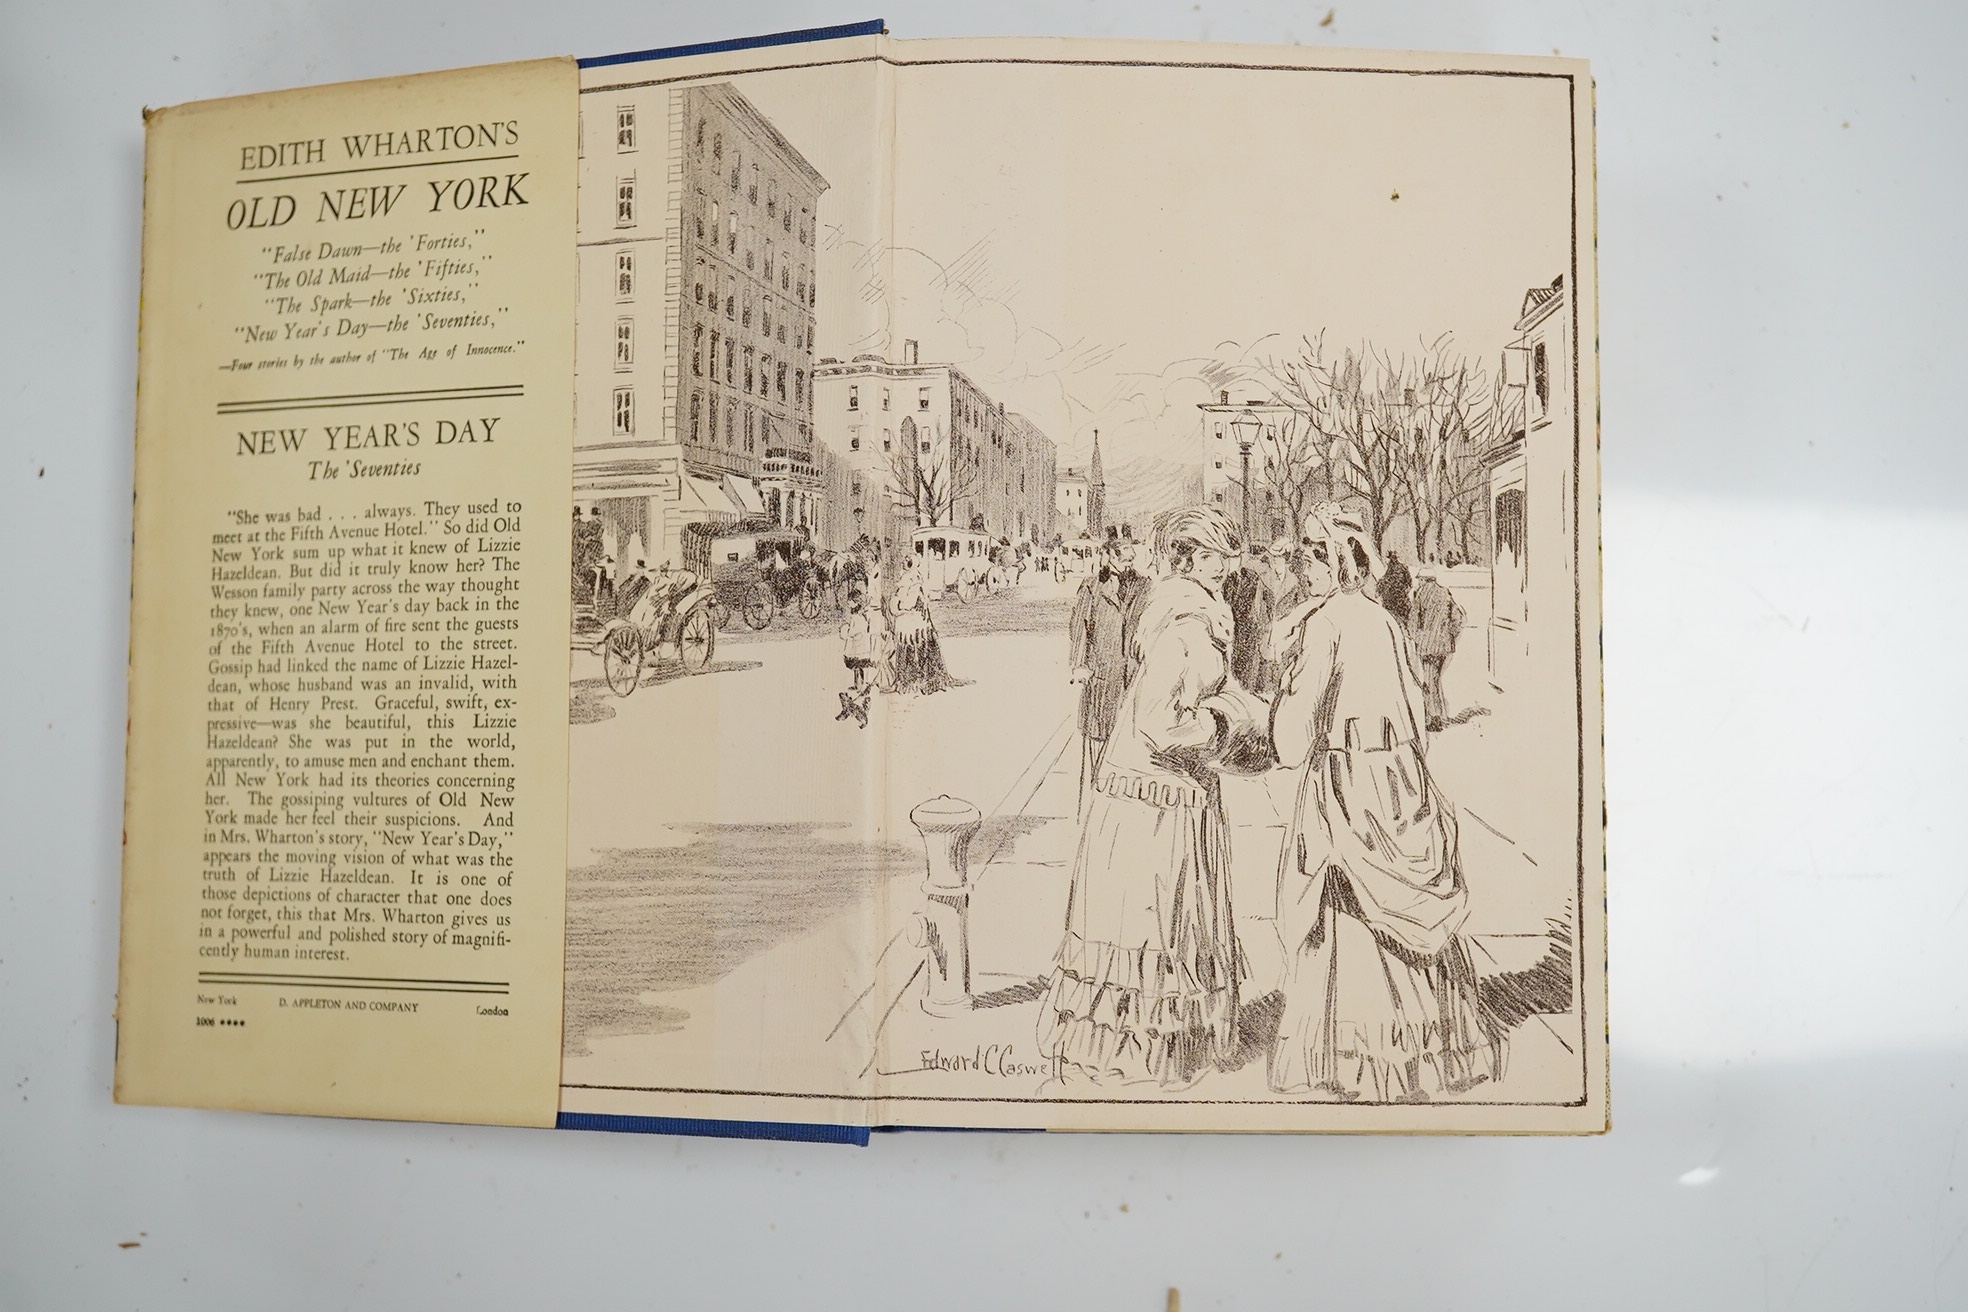 EDITH WHARTON'S
OLD NEW YORK
"False Dawn—the 'Forties,"
"The Old Maid—the 'Fifties,"
"The Spark—the 'Sixties,"
"New Year's Day—the 'Seventies,"
—Four stories by the author of "The Age of Innocence."
NEW YEAR'S DAY
The 'Seventies
"She was bad . . . always. They used to
meet at the Fifth Avenue Hotel." So did Old
New York sum up what it knew of Lizzie
Hazeldean. But did it truly know her? The
Wesson family party across the way thought
they knew, one New Year's day back in the
1870's, when an alarm of fire sent the guests
of the Fifth Avenue Hotel to the street.
Gossip had linked the name of Lizzie Hazel-
dean, whose husband was an invalid, with
that of Henry Prest. Graceful, swift, ex-
pressive—was she beautiful, this Lizzie
Hazeldean? She was put in the world,
apparently, to amuse men and enchant them.
All New York had its theories concerning
her. The gossiping vultures of Old New
York made her feel their suspicions. And
in Mrs. Wharton's story, "New Year's Day,"
appears the moving vision of what was the
truth of Lizzie Hazeldean. It is one of
those depictions of character that one does
not forget, this that Mrs. Wharton gives us
in a powerful and polished story of magnifi-
cently human interest.
New York D. APPLETON AND COMPANY London
1006 ****
Edward C Caswell